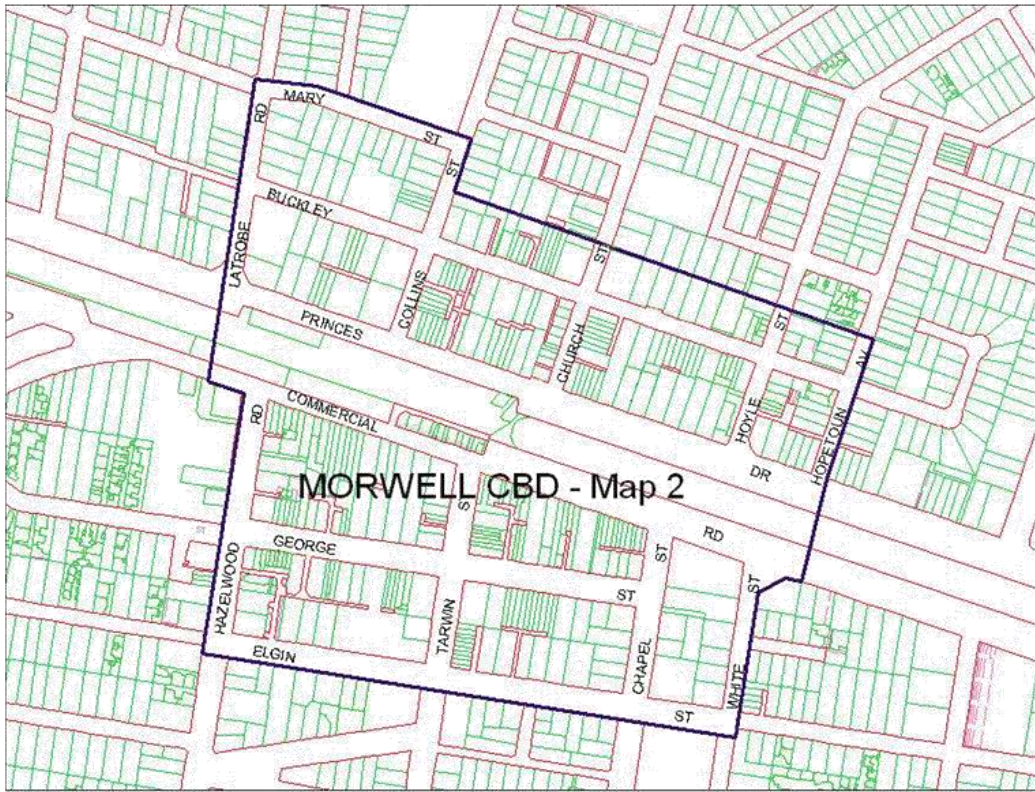 MARY ST
LATROBE RD
ST
BUCKLEY ST
COLLINS
PRINCES DR
CHURCH
ST
HOYLE
HOPETOUN AV
COMMERCIAL RD
MORWELL CBD - Map 2
HAZELWOOD RD
GEORGE ST
TARWIN ST
CHAPEL ST
WHITE ST
ELGIN ST